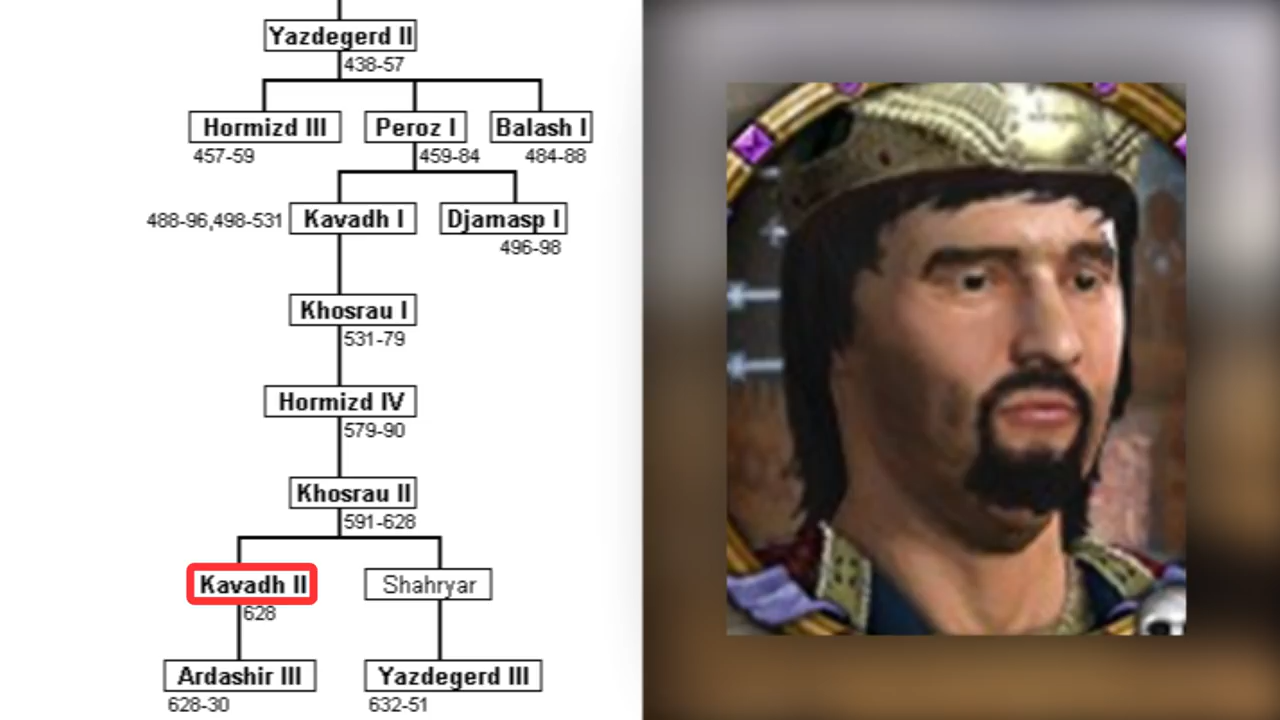 Yazdegerd II
438-57
Hormizd III
Peroz I
Balash I
457-59
459-84
484-88
488-96,498-531
Kavadh I
Djamasp I
496-98
Khosrau I
531-79
Hormizd IV
579-90
Khosrau II
591-628
Kavadh II
Shahryar
628
Ardashir III
Yazdegerd III
628-30
632-51